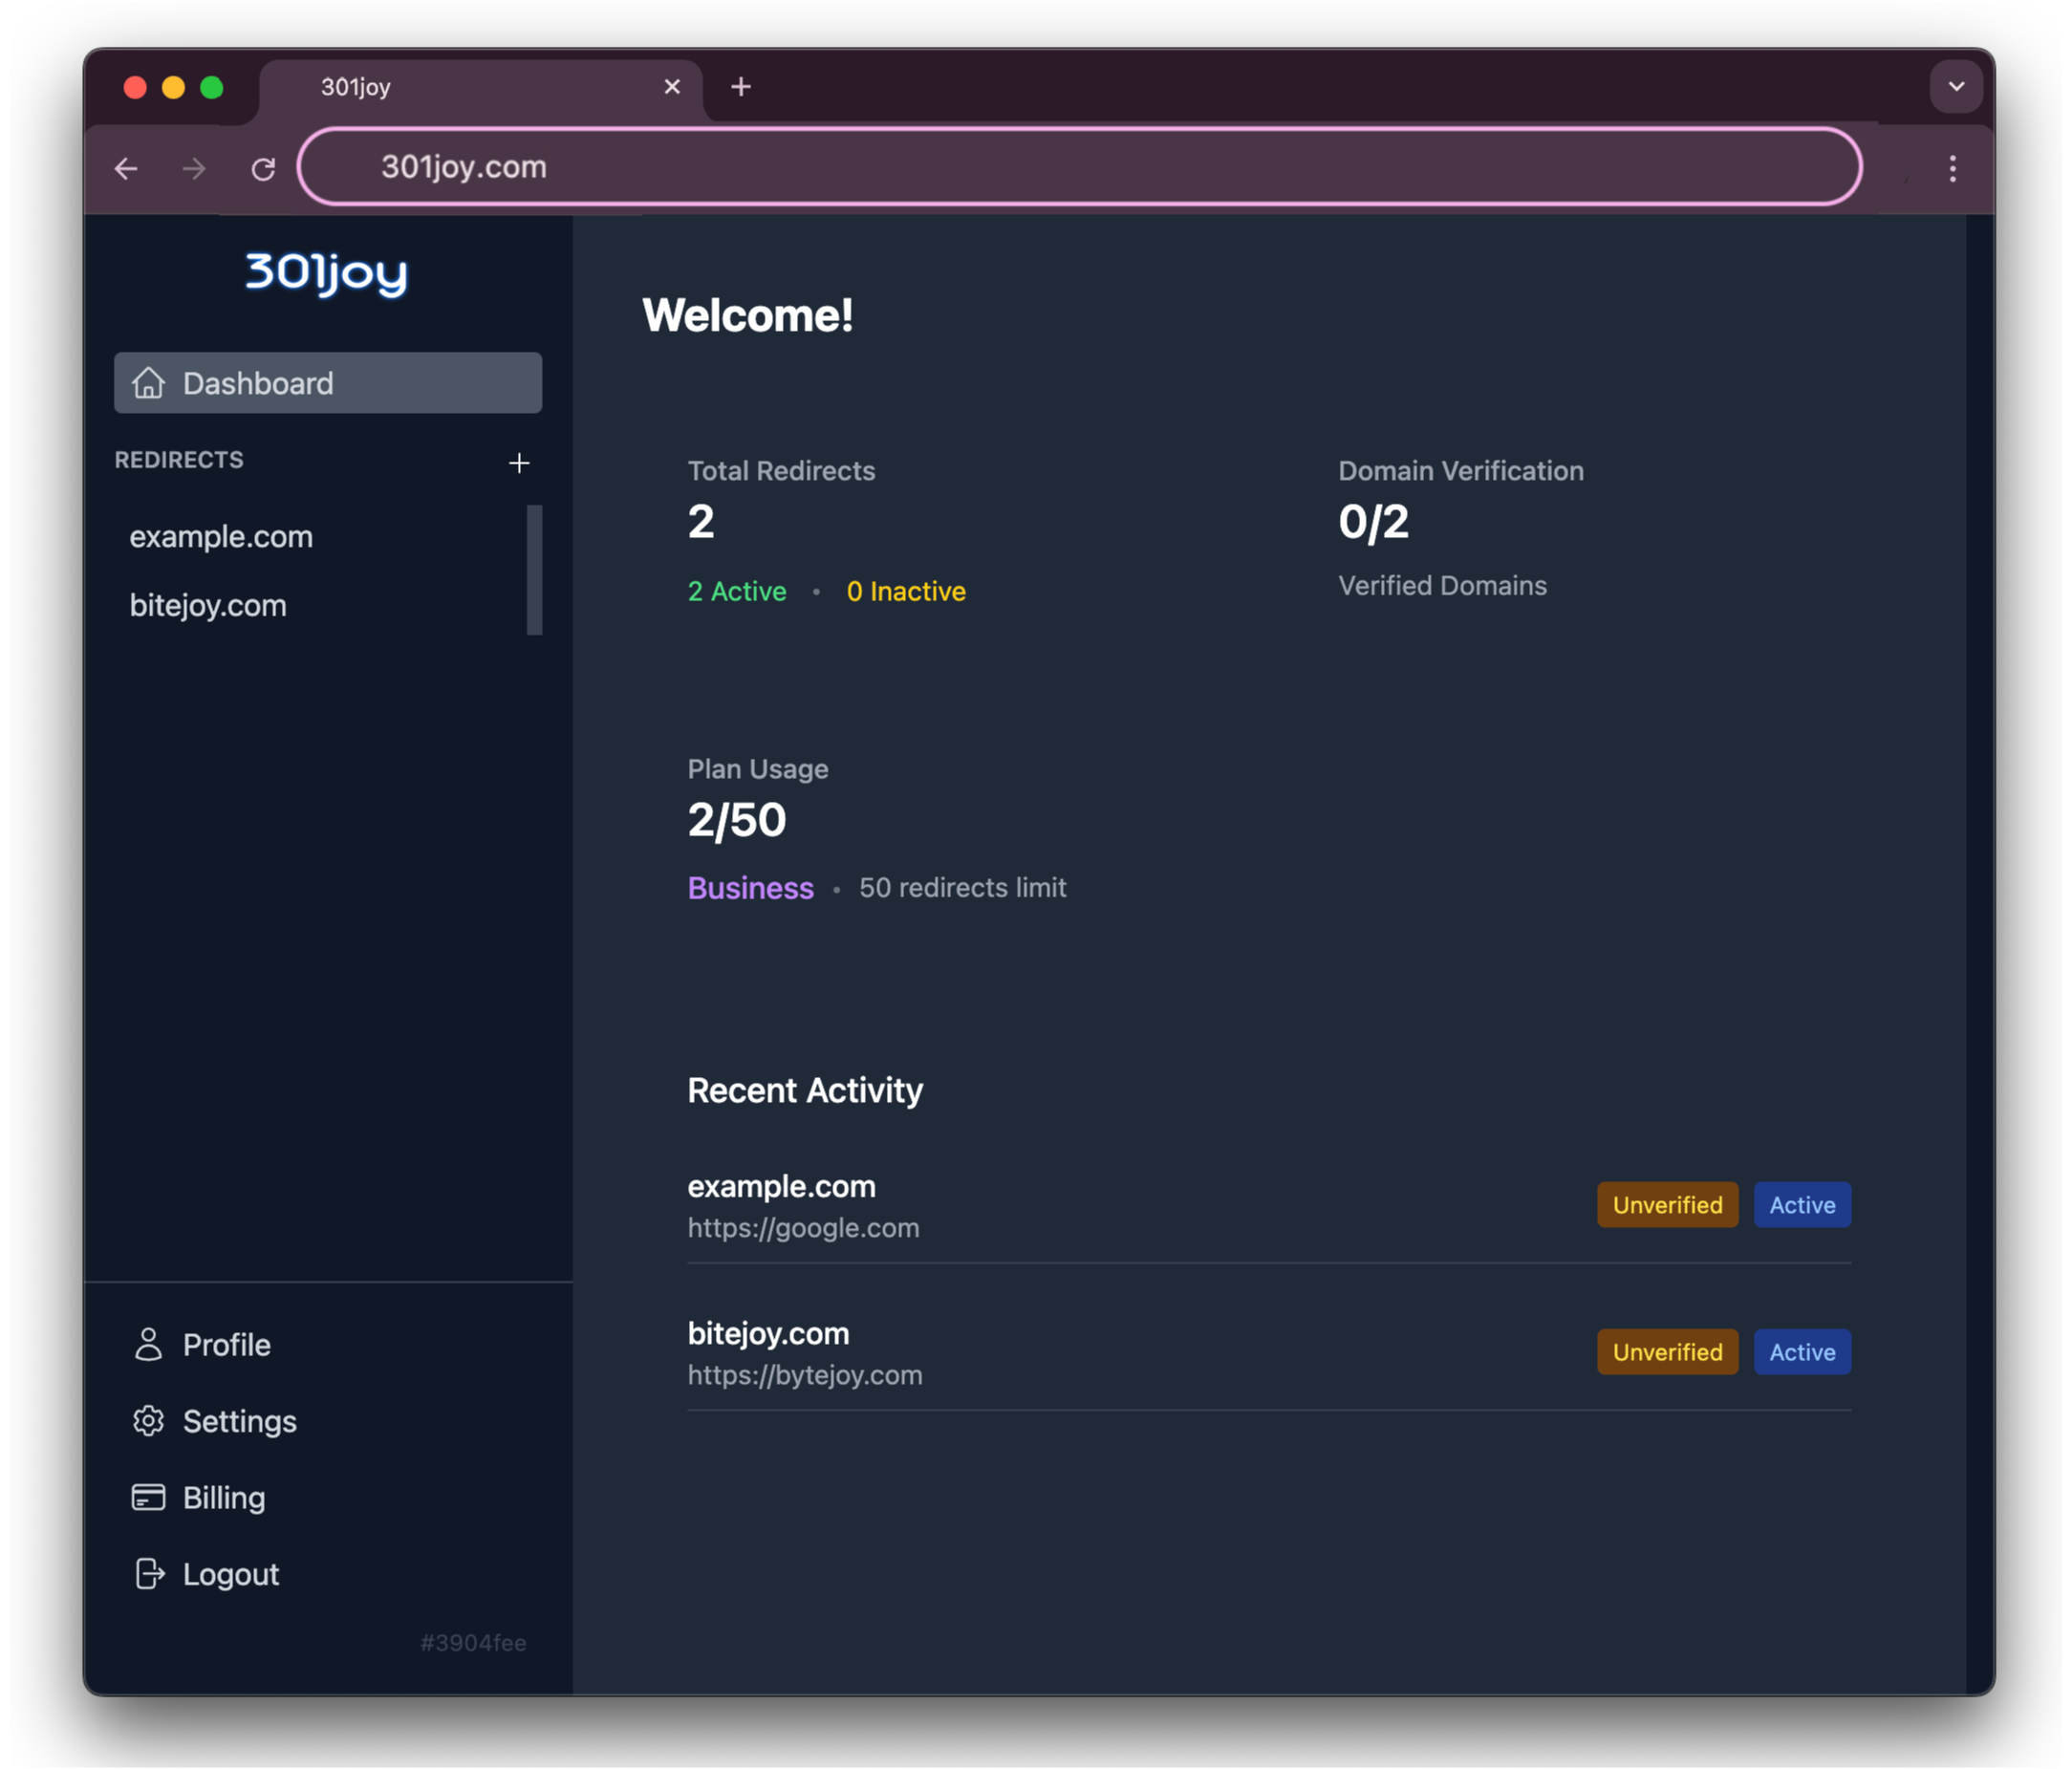 301joy
301joy.com
301joy
Dashboard
REDIRECTS
example.com
bitejoy.com
Profile
Settings
Billing
Logout
#3904fee
Welcome!
Total Redirects
2
2 Active • 0 Inactive
Domain Verification
0/2
Verified Domains
Plan Usage
2/50
Business • 50 redirects limit
Recent Activity
example.com
https://google.com
Unverified Active
bitejoy.com
https://bytejoy.com
Unverified Active